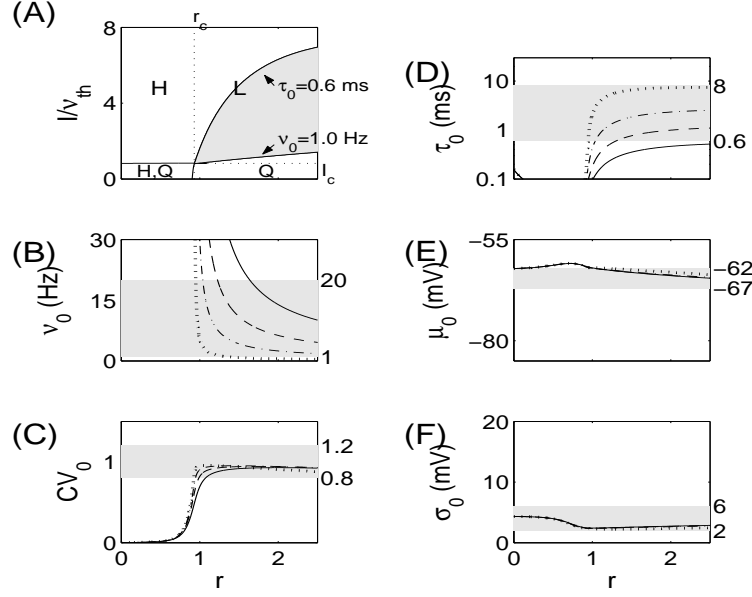 (A)
r_c
8
4
0
I/ν_th
H
L
τ_0=0.6 ms
ν_0=1.0 Hz
H,Q
Q
I_c
(B)
30
15
0
ν_0 (Hz)
20
1
(C)
1
0
CV_0
1.2
0.8
0
1
2
r
(D)
10
1
0.1
τ_0 (ms)
8
0.6
(E)
−55
−80
μ_0 (mV)
−62
−67
(F)
20
10
0
σ_0 (mV)
6
2
0
1
2
r